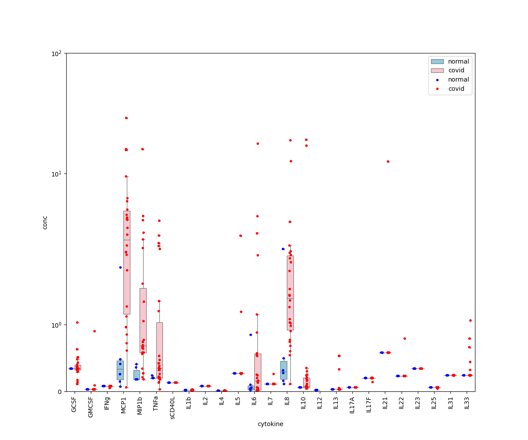 10²
normal
covid
normal
covid
10¹
conc
10⁰
0
GCSF
GMCSF
IFNg
MCP1
MIP1b
TNFa
sCD40L
IL1b
IL2
IL4
IL5
IL6
IL7
IL8
IL10
IL12
IL13
IL17A
IL17F
IL21
IL22
IL23
IL25
IL31
IL33
cytokine